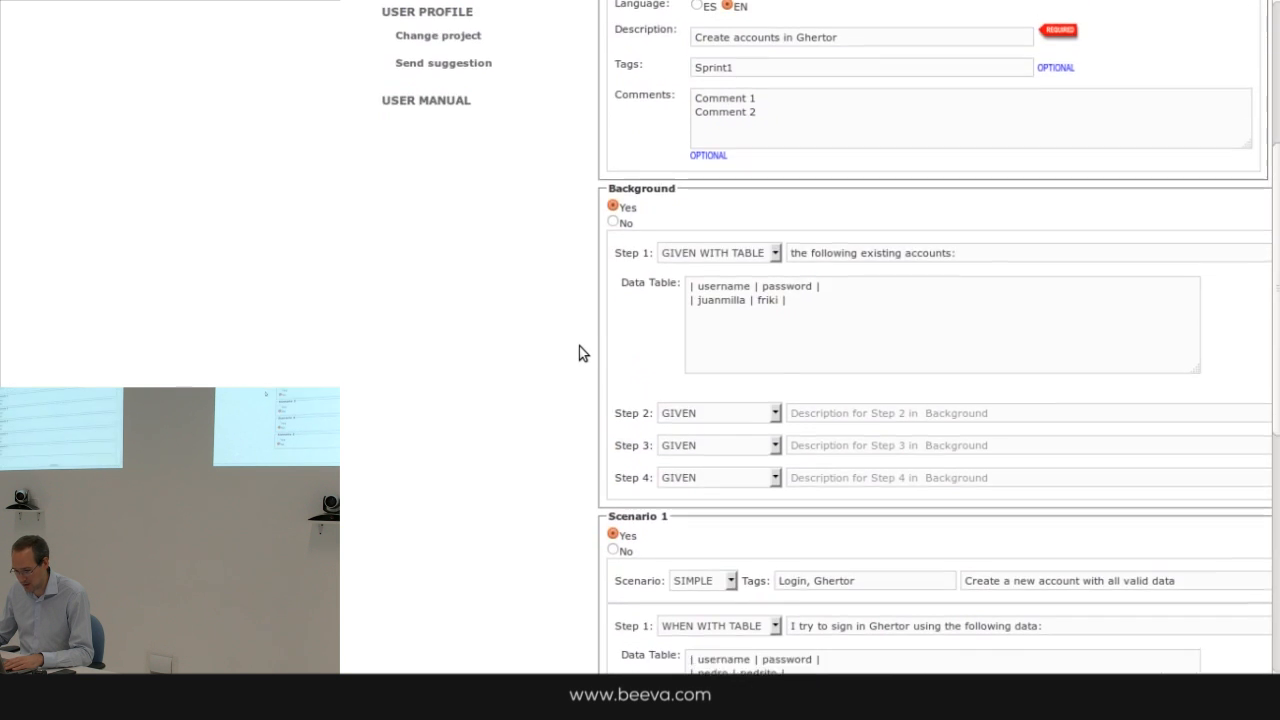 USER PROFILE
Change project
Send suggestion
USER MANUAL
Language: ES EN
Description: Create accounts in Ghertor REQUIRED
Tags: Sprint1 OPTIONAL
Comments: Comment 1
Comment 2
OPTIONAL
Background
Yes
No
Step 1: GIVEN WITH TABLE the following existing accounts:
Data Table: | username | password |
| juanmilla | friki |
Step 2: GIVEN Description for Step 2 in Background
Step 3: GIVEN Description for Step 3 in Background
Step 4: GIVEN Description for Step 4 in Background
Scenario 1
Yes
No
Scenario: SIMPLE Tags: Login, Ghertor Create a new account with all valid data
Step 1: WHEN WITH TABLE I try to sign in Ghertor using the following data:
Data Table: | username | password |
| pedro | pedrito |
www.beeva.com